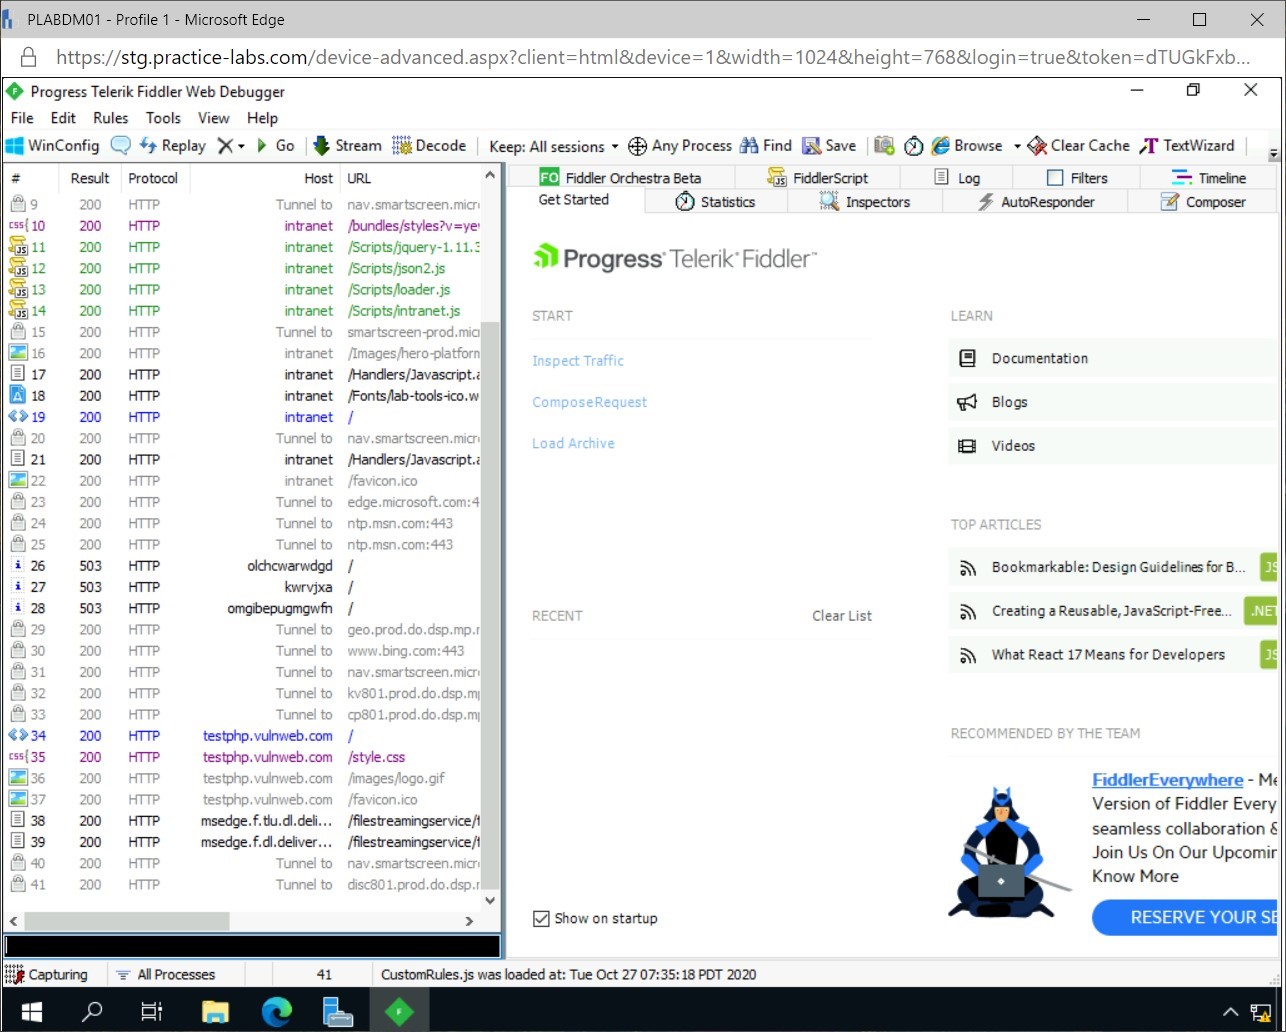 PLABDM01 - Profile 1 - Microsoft Edge
https://stg.practice-labs.com/device-advanced.aspx?client=html&device=1&width=1024&height=768&login=true&token=dTUGkFxb...
Progress Telerik Fiddler Web Debugger
File Edit Rules Tools View Help
WinConfig Replay Go Stream Decode Keep: All sessions Any Process Find Save Browse Clear Cache TextWizard
# Result Protocol Host URL
9 200 HTTP Tunnel to nav.smartscreen.micr
10 200 HTTP intranet /bundles/styles?v=ye
11 200 HTTP intranet /Scripts/jquery-1.11.3
12 200 HTTP intranet /Scripts/json2.js
13 200 HTTP intranet /Scripts/loader.js
14 200 HTTP intranet /Scripts/intranet.js
15 200 HTTP Tunnel to smartscreen-prod.mic
16 200 HTTP intranet /Images/hero-platform
17 200 HTTP intranet /Handlers/Javascript.a
18 200 HTTP intranet /Fonts/lab-tools-ico.w
19 200 HTTP intranet /
20 200 HTTP Tunnel to nav.smartscreen.micr
21 200 HTTP intranet /Handlers/Javascript.a
22 200 HTTP intranet /favicon.ico
23 200 HTTP Tunnel to edge.microsoft.com:4
24 200 HTTP Tunnel to ntp.msn.com:443
25 200 HTTP Tunnel to ntp.msn.com:443
26 503 HTTP olchcwarwdgd /
27 503 HTTP kwrvjxa /
28 503 HTTP omgibepugmgwfn /
29 200 HTTP Tunnel to geo.prod.do.dsp.mp.r
30 200 HTTP Tunnel to www.bing.com:443
31 200 HTTP Tunnel to nav.smartscreen.micr
32 200 HTTP Tunnel to kv801.prod.do.dsp.mp
33 200 HTTP Tunnel to cp801.prod.do.dsp.mp
34 200 HTTP testphp.vulnweb.com /
35 200 HTTP testphp.vulnweb.com /style.css
36 200 HTTP testphp.vulnweb.com /images/logo.gif
37 200 HTTP testphp.vulnweb.com /favicon.ico
38 200 HTTP msedge.f.tlu.dl.deli... /filestreamingservice/f
39 200 HTTP msedge.f.dl.deliver... /filestreamingservice/f
40 200 HTTP Tunnel to nav.smartscreen.micr
41 200 HTTP Tunnel to disc801.prod.do.dsp.r
FO Fiddler Orchestra Beta FiddlerScript Log Filters Timeline
Get Started Statistics Inspectors AutoResponder Composer
Progress Telerik Fiddler
START
Inspect Traffic
Compose Request
Load Archive
RECENT Clear List
Show on startup
LEARN
Documentation
Blogs
Videos
TOP ARTICLES
Bookmarkable: Design Guidelines for B... JS
Creating a Reusable, JavaScript-Free... .NET
What React 17 Means for Developers JS
RECOMMENDED BY THE TEAM
FiddlerEverywhere - Me
Version of Fiddler Every
seamless collaboration &
Join Us On Our Upcomin
Know More
RESERVE YOUR SE
Capturing All Processes 41 CustomRules.js was loaded at: Tue Oct 27 07:35:18 PDT 2020